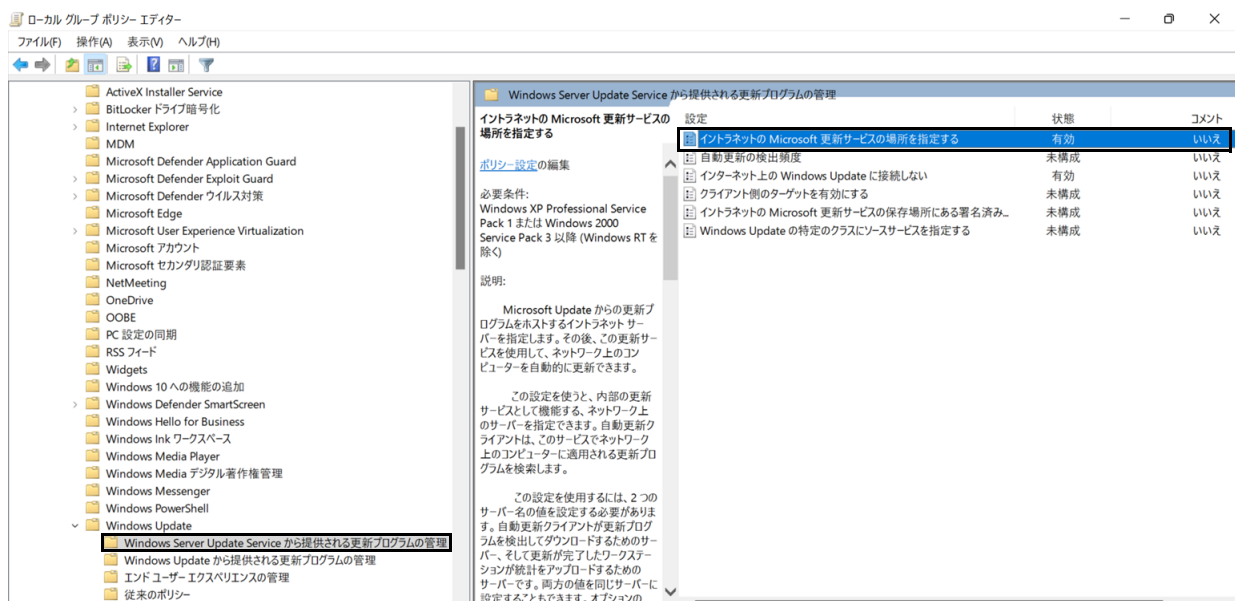 ローカル グループ ポリシー エディター
ファイル(F) 操作(A) 表示(V) ヘルプ(H)
ActiveX Installer Service
BitLocker ドライブ暗号化
Internet Explorer
MDM
Microsoft Defender Application Guard
Microsoft Defender Exploit Guard
Microsoft Defender ウイルス対策
Microsoft Edge
Microsoft User Experience Virtualization
Microsoft アカウント
Microsoft セカンダリ認証要素
NetMeeting
OneDrive
OOBE
PC 設定の同期
RSS フィード
Widgets
Windows 10 への機能の追加
Windows Defender SmartScreen
Windows Hello for Business
Windows Ink ワークスペース
Windows Media Player
Windows Media デジタル著作権管理
Windows Messenger
Windows PowerShell
Windows Update
Windows Server Update Service から提供される更新プログラムの管理
Windows Update から提供される更新プログラムの管理
エンド ユーザー エクスペリエンスの管理
従来のポリシー
Windows Server Update Service から提供される更新プログラムの管理
イントラネットの Microsoft 更新サービスの
場所を指定する
ポリシー設定の編集
必要条件:
Windows XP Professional Service
Pack 1 または Windows 2000
Service Pack 3 以降 (Windows RT を
除く)
説明:
Microsoft Update からの更新プ
ログラムをホストするイントラネット サー
バーを指定します。その後、この更新サー
ビスを使用して、ネットワーク上のコン
ピューターを自動的に更新できます。
この設定を使うと、内部の更新
サービスとして機能する、ネットワーク上
のサーバーを指定できます。自動更新ク
ライアントは、このサービスでネットワーク
上のコンピューターに適用される更新プロ
グラムを検索します。
この設定を使用するには、2 つの
サーバー名の値を設定する必要がありま
す。自動更新クライアントが更新プログ
ラムを検出してダウンロードするためのサー
バー、そして更新が完了したワークステー
ションが統計をアップロードするための
サーバーです。両方の値を同じサーバーに
設定することもできます。オプションの
設定 状態 コメント
イントラネットの Microsoft 更新サービスの場所を指定する 有効 いいえ
自動更新の検出頻度 未構成 いいえ
インターネット上の Windows Update に接続しない 有効 いいえ
クライアント側のターゲットを有効にする 未構成 いいえ
イントラネットの Microsoft 更新サービスの保存場所にある署名済み... 未構成 いいえ
Windows Update の特定のクラスにソースサービスを指定する 未構成 いいえ